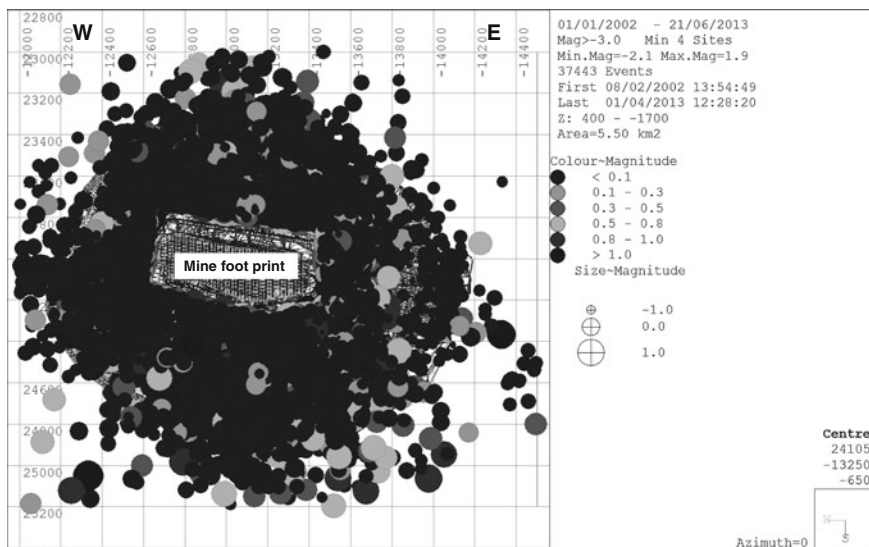 22800
W
E
-12000
-12200
-12400
-12600
-12800
-13000
-13200
-13400
-13600
-13800
-14000
-14200
-14400
23000
23200
23400
Mine foot print
24600
25000
25200
01/01/2002 - 21/06/2013
Mag>-3.0 Min 4 Sites
Min.Mag=-2.1 Max.Mag=1.9
37443 Events
First 08/02/2002 13:54:49
Last 01/04/2013 12:28:20
Z: 400 - -1700
Area=5.50 km2
Colour~Magnitude
< 0.1
0.1 - 0.3
0.3 - 0.5
0.5 - 0.8
0.8 - 1.0
> 1.0
Size~Magnitude
-1.0
0.0
1.0
Centre
24105
-13250
-650
W
S
Azimuth=0